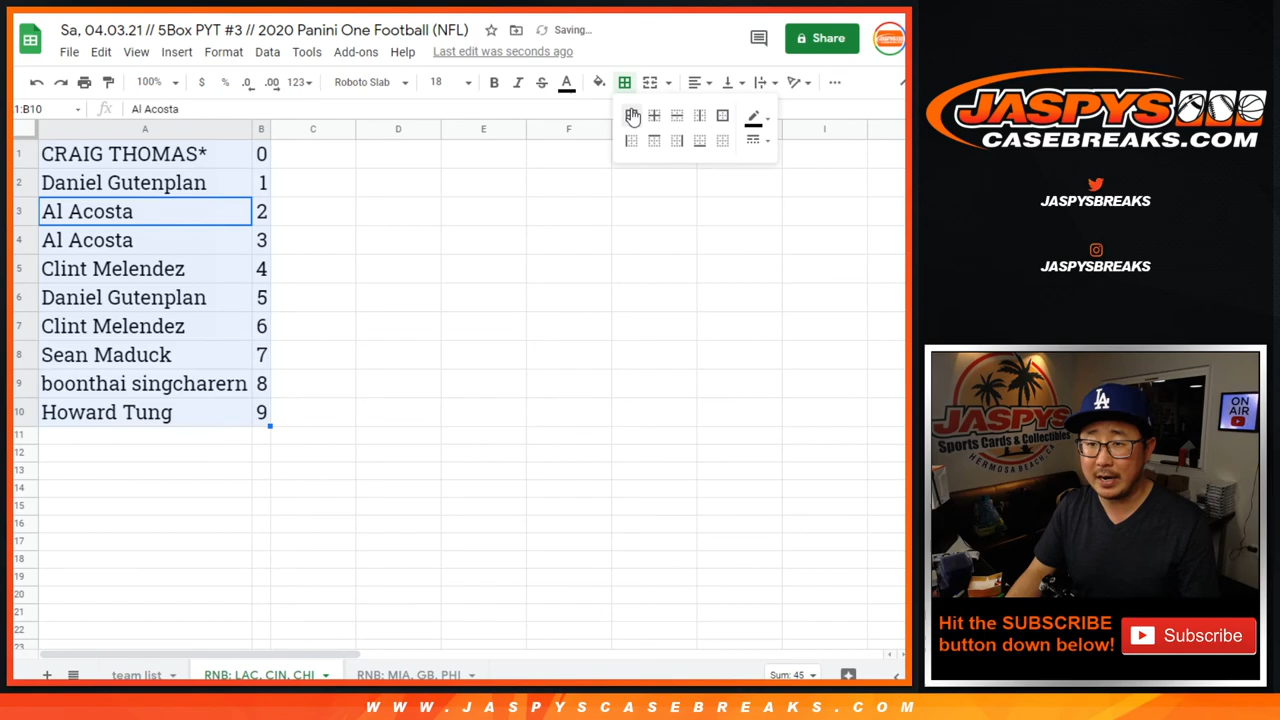 Sa, 04.03.21 // 5Box PYT #3 // 2020 Panini One Football (NFL)
Saving...
Share
File Edit View Insert Format Data Tools Add-ons Help Last edit was seconds ago
100% $ % .0 .00 123 Roboto Slab 18 B I S A
1:B10 fx Al Acosta
A B C D E F I
1 CRAIG THOMAS* 0
2 Daniel Gutenplan 1
3 Al Acosta 2
4 Al Acosta 3
5 Clint Melendez 4
6 Daniel Gutenplan 5
7 Clint Melendez 6
8 Sean Maduck 7
9 boonthai singcharern 8
10 Howard Tung 9
11
12
13
14
15
16
17
18
19
20
21
22
23
+ team list RNB: LAC, CIN, CHI RNB: MIA, GB, PHI Sum: 45
JASPYS
CASEBREAKS.COM
JASPYSBREAKS
JASPYSBREAKS
JASPYS
Sports Cards & Collectibles
HERMOSA BEACH, CA
LA
ON
AIR
Hit the SUBSCRIBE
button down below!
Subscribe
WWW.JASPYSCASEBREAKS.COM